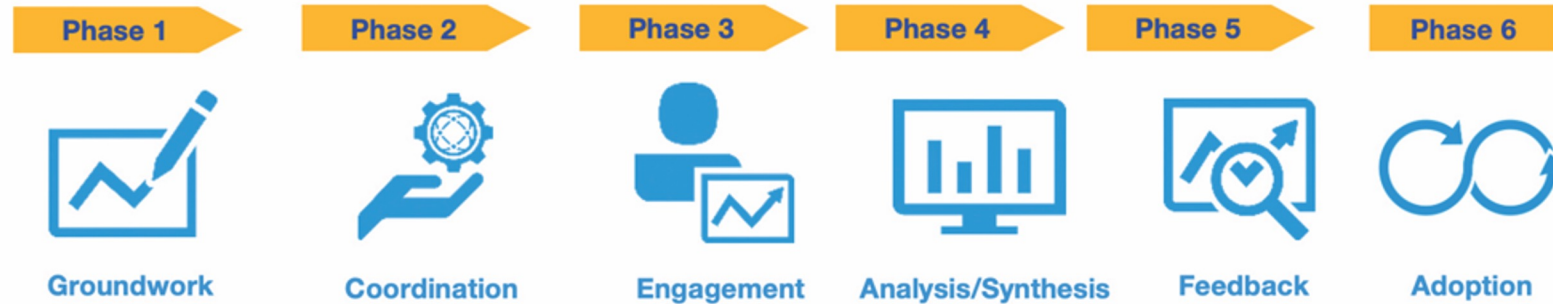 Phase 1
Phase 2
Phase 3
Phase 4
Phase 5
Phase 6
Groundwork
Coordination
Engagement
Analysis/Synthesis
Feedback
Adoption